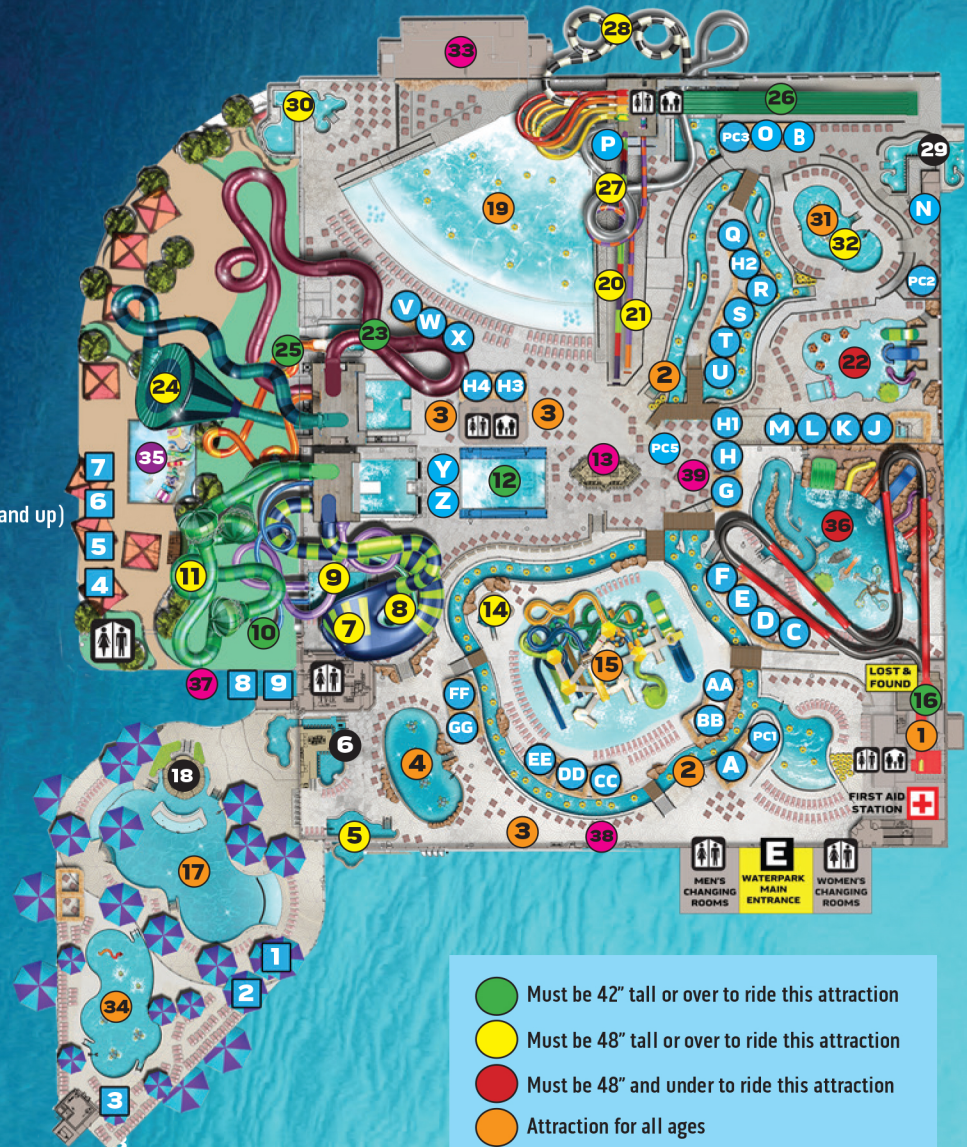 28
33
26
30
P
PC3 O B
29
27
19
31
N
32
Q
H2
PC2
20
R
V
21
S
W
23
X
T
25
22
2
U
24
H4 H3
3
3
H1
M L K J
PC5
35
13
H
7
Y
39
12
G
6
Z
and up)
36
5
11
9
F
4
8
E
14
10
7
D
C
15
LOST &
FOUND
37
8 9
AA
FF
16
BB
GG
1
6
PC1
4
EE
2
A
18
DD
CC
FIRST AID
STATION
5
3
38
E
MEN'S
CHANGING
ROOMS
WATERPARK
MAIN
ENTRANCE
WOMEN'S
CHANGING
ROOMS
17
1
2
34
3
Must be 42” tall or over to ride this attraction
Must be 48” tall or over to ride this attraction
Must be 48” and under to ride this attraction
Attraction for all ages